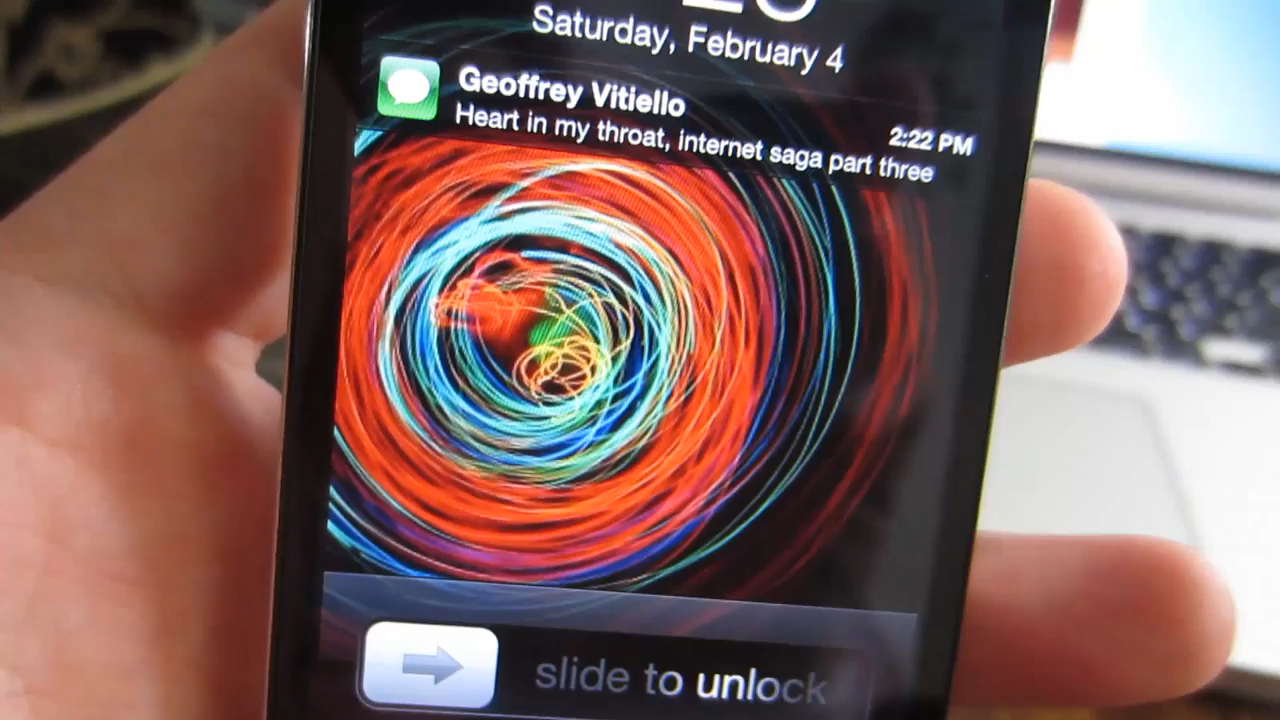 Saturday, February 4
Geoffrey Vitiello
2:22 PM
Heart in my throat, internet saga part three
slide to unlock